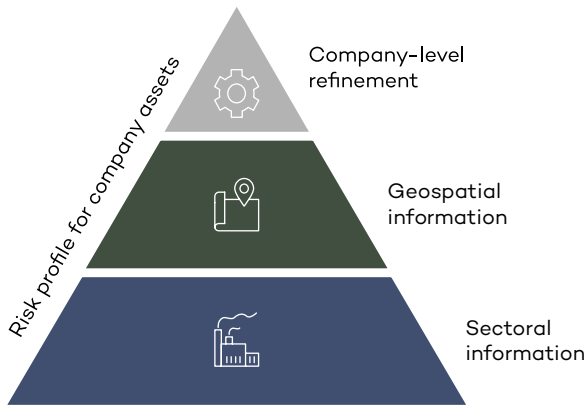 Company-level
refinement
Risk profile for company assets
Geospatial
information
Sectoral
information